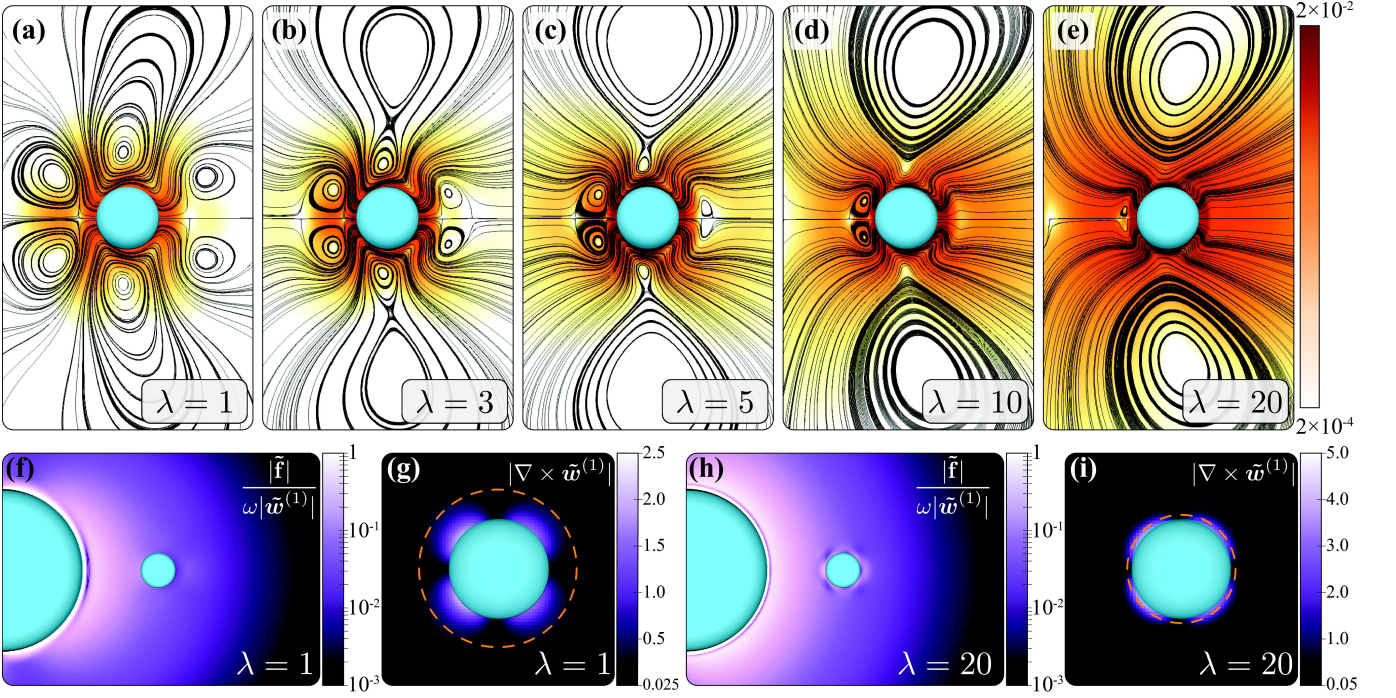 (a) (b) (c) (d) (e) 2×10⁻²
λ = 1 λ = 3 λ = 5 λ = 10 λ = 20 2×10⁻⁴
(f) |f̃| / ω|w̃⁽¹⁾| 1 (g) |∇ × w̃⁽¹⁾| 2.5 (h) |f̃| / ω|w̃⁽¹⁾| 1 (i) |∇ × w̃⁽¹⁾| 5.0
2.0 4.0
10⁻¹ 10⁻¹
1.5 3.0
1.0 2.0
10⁻² 10⁻²
0.5 1.0
λ = 1 10⁻³ λ = 1 0.025 λ = 20 10⁻³ λ = 20 0.05